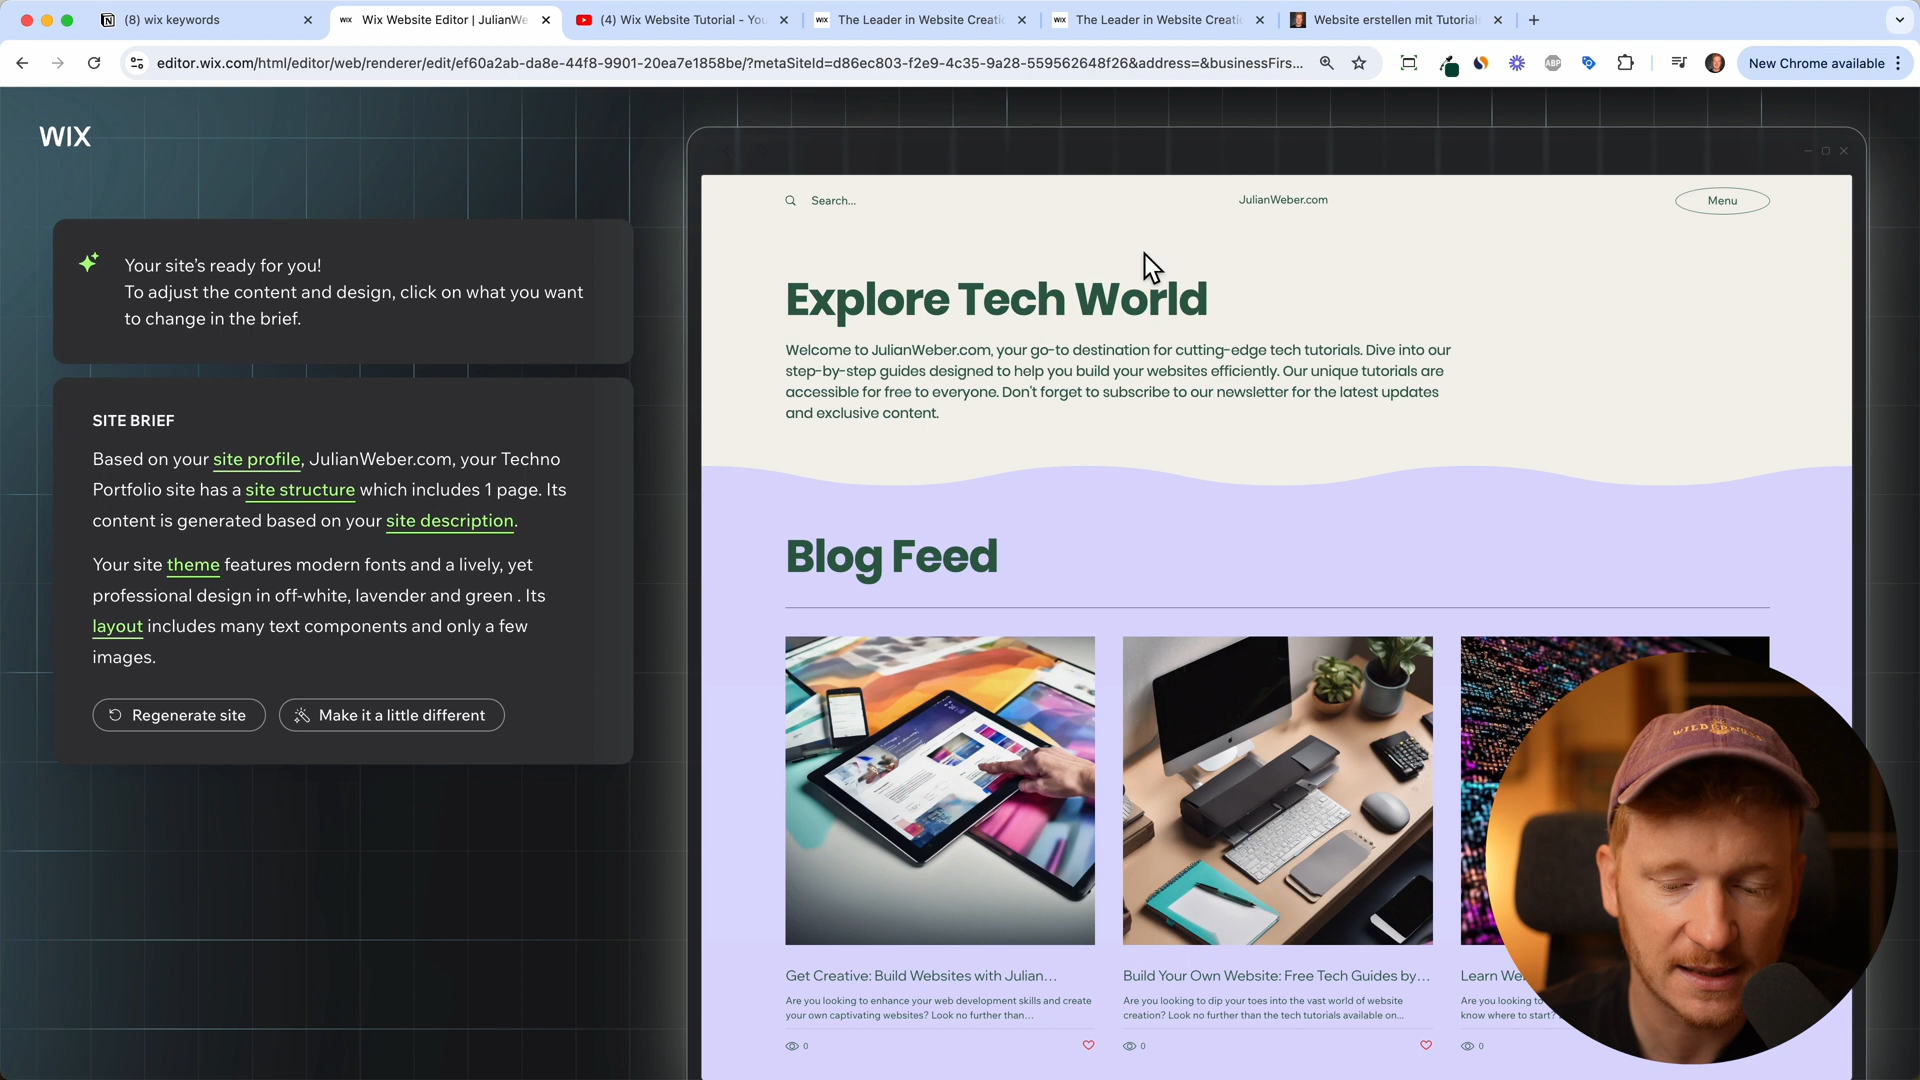 (8) wix keywords
Wix Website Editor | JulianWe
(4) Wix Website Tutorial - You
The Leader in Website Creatic
The Leader in Website Creatic
Website erstellen mit Tutorials
editor.wix.com/html/editor/web/renderer/edit/ef60a2ab-da8e-44f8-9901-20ea7e1858be/?metaSiteId=d86ec803-f2e9-4c35-9a28-559562648f26&address=&businessFirs...
ABP
New Chrome available
WIX
Your site's ready for you!
To adjust the content and design, click on what you want
to change in the brief.
SITE BRIEF
Based on your site profile, JulianWeber.com, your Techno
Portfolio site has a site structure which includes 1 page. Its
content is generated based on your site description.
Your site theme features modern fonts and a lively, yet
professional design in off-white, lavender and green . Its
layout includes many text components and only a few
images.
Regenerate site
Make it a little different
Search...
JulianWeber.com
Menu
Explore Tech World
Welcome to JulianWeber.com, your go-to destination for cutting-edge tech tutorials. Dive into our
step-by-step guides designed to help you build your websites efficiently. Our unique tutorials are
accessible for free to everyone. Don't forget to subscribe to our newsletter for the latest updates
and exclusive content.
Blog Feed
Get Creative: Build Websites with Julian...
Are you looking to enhance your web development skills and create
your own captivating websites? Look no further than...
0
Build Your Own Website: Free Tech Guides by...
Are you looking to dip your toes into the vast world of website
creation? Look no further than the tech tutorials available on...
0
Learn We
Are you looking to
know where to start?
0